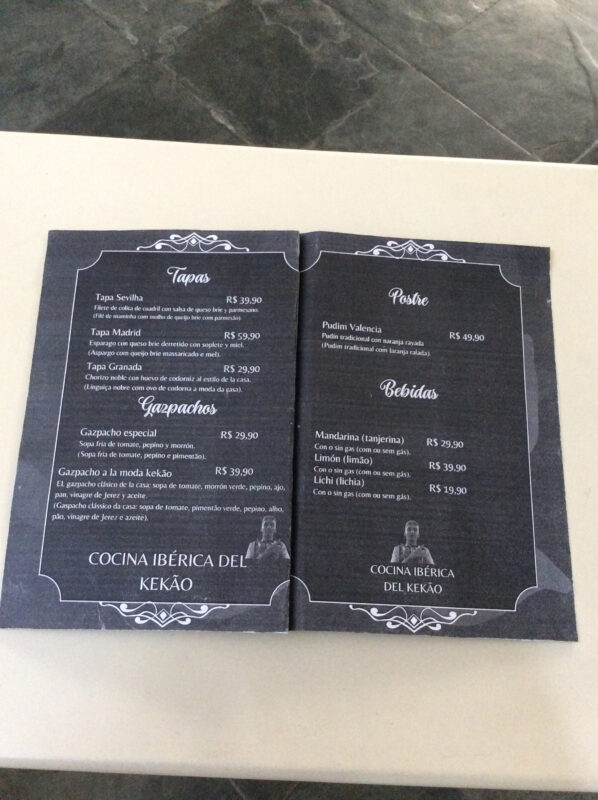 Tapas
Tapa Sevilha R$ 39,90
Filete de colita de cuadril con salsa de queso brie y parmesano.
(Filé de maminha com molho de queijo brie com parmesão)
Tapa Madrid R$ 59,90
Esparago con queso brie derretido con soplete y miel.
(Aspargo com queijo brie massaricado e mel).
Tapa Granada R$ 29,90
Chorizo noble con huevo de codorniz al estilo de la casa.
(Linguiça nobre com ovo de codorna a moda da casa).
Gazpachos
Gazpacho especial R$ 29,90
Sopa fria de tomate, pepino y morrón.
(Sopa fria de tomate, pepino e pimentão).
Gazpacho a la moda kekão R$ 39,90
EL gazpacho clásico de la casa: sopa de tomate, morrón verde, pepino, ajo,
pan, vinagre de Jerez y aceite.
(Gaspacho clássico da casa: sopa de tomate, pimentão verde, pepino, alho,
pão, vinagre de Jerez e azeite).
COCINA IBÉRICA DEL
KEKÃO
Postre
Pudim Valencia R$ 49,90
Pudin tradicional con naranja rayada
(Pudim tradicional com laranja ralada).
Bebidas
Mandarina (tanjerina) R$ 29,90
Con o sin gas (com ou sem gás).
Limón (limão) R$ 39,90
Con o sin gas (com ou sem gás).
Lichi (lichia) R$ 19,90
Con o sin gas (com ou sem gás).
COCINA IBÉRICA
DEL KEKÃO